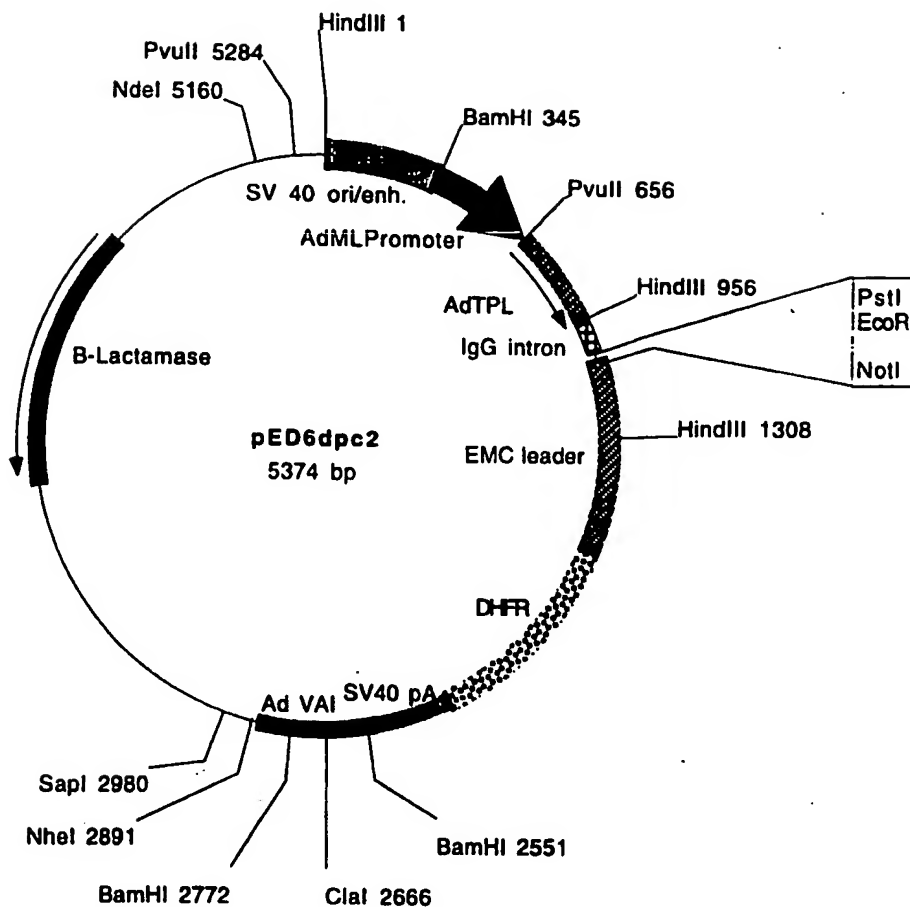 HindIII 1
PvuII 5284
NdeI 5160
BamHI 345
SV 40 ori/enh.
PvuII 656
AdMLPromoter
HindIII 956
PstI
EcoR
NotI
AdTPL
IgG intron
B-Lactamase
HindIII 1308
pED6dpc2
5374 bp
EMC leader
DHFR
Ad VAI
SV40 pA
SapI 2980
NheI 2891
BamHI 2551
BamHI 2772
ClaI 2666